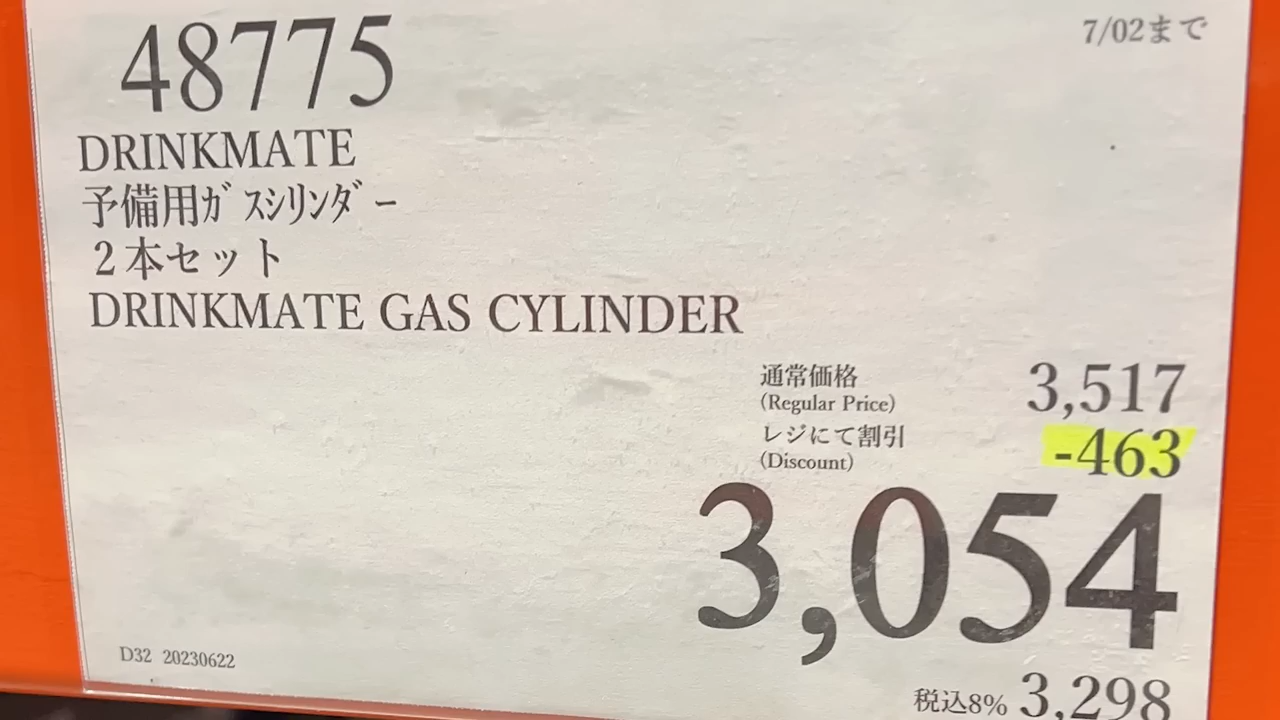 48775
7/02まで
DRINKMATE
予備用ｶﾞｽｼﾘﾝﾀﾞｰ
２本セット
DRINKMATE GAS CYLINDER
通常価格 3,517
(Regular Price)
レジにて割引 -463
(Discount)
3,054
D32 20230622
税込8% 3,298